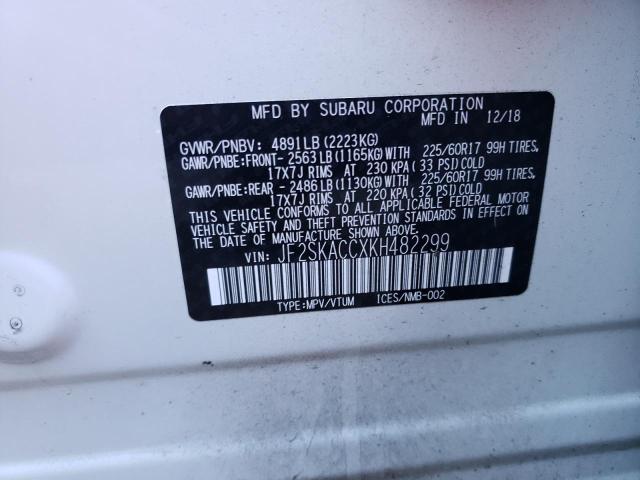 MFD BY SUBARU CORPORATION
MFD IN 12/18
GVWR/PNBV: 4891LB(2223KG)
GAWR/PNBE:FRONT- 2563LB(1165KG)WITH 225/60R17 99H TIRES,
17X7J RIMS AT 230 KPA(33 PSI)COLD
GAWR/PNBE:REAR - 2486LB(1130KG)WITH 225/60R17 99H TIRES,
17X7J RIMS AT 220 KPA(32 PSI)COLD
THIS VEHICLE CONFORMS TO ALL APPLICABLE FEDERAL MOTOR
VEHICLE SAFETY AND THEFT PREVENTION STANDARDS IN EFFECT
ON THE DATE OF MANUFACTURE SHOWN ABOVE.
VIN: JF2SKACCXKH482299
TYPE:MPV/VTUM ICES/NMB-002